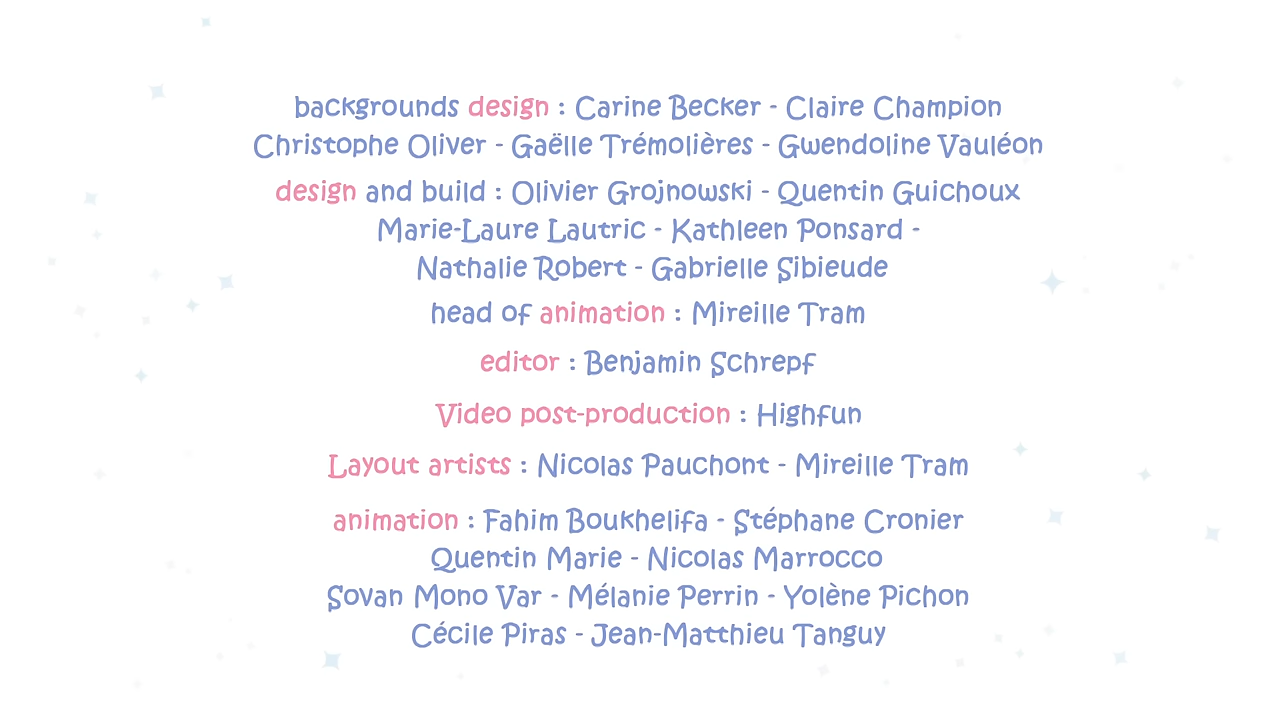 backgrounds design : Carine Becker - Claire Champion
Christophe Oliver - Gaëlle Trémolières - Gwendoline Vauléon
design and build : Olivier Grojnowski - Quentin Guichoux
Marie-Laure Lautric - Kathleen Ponsard -
Nathalie Robert - Gabrielle Sibieude
head of animation : Mireille Tram
editor : Benjamin Schrepf
Video post-production : Highfun
Layout artists : Nicolas Pauchont - Mireille Tram
animation : Fahim Boukhelifa - Stéphane Cronier
Quentin Marie - Nicolas Marrocco
Sovan Mono Var - Mélanie Perrin - Yolène Pichon
Cécile Piras - Jean-Matthieu Tanguy